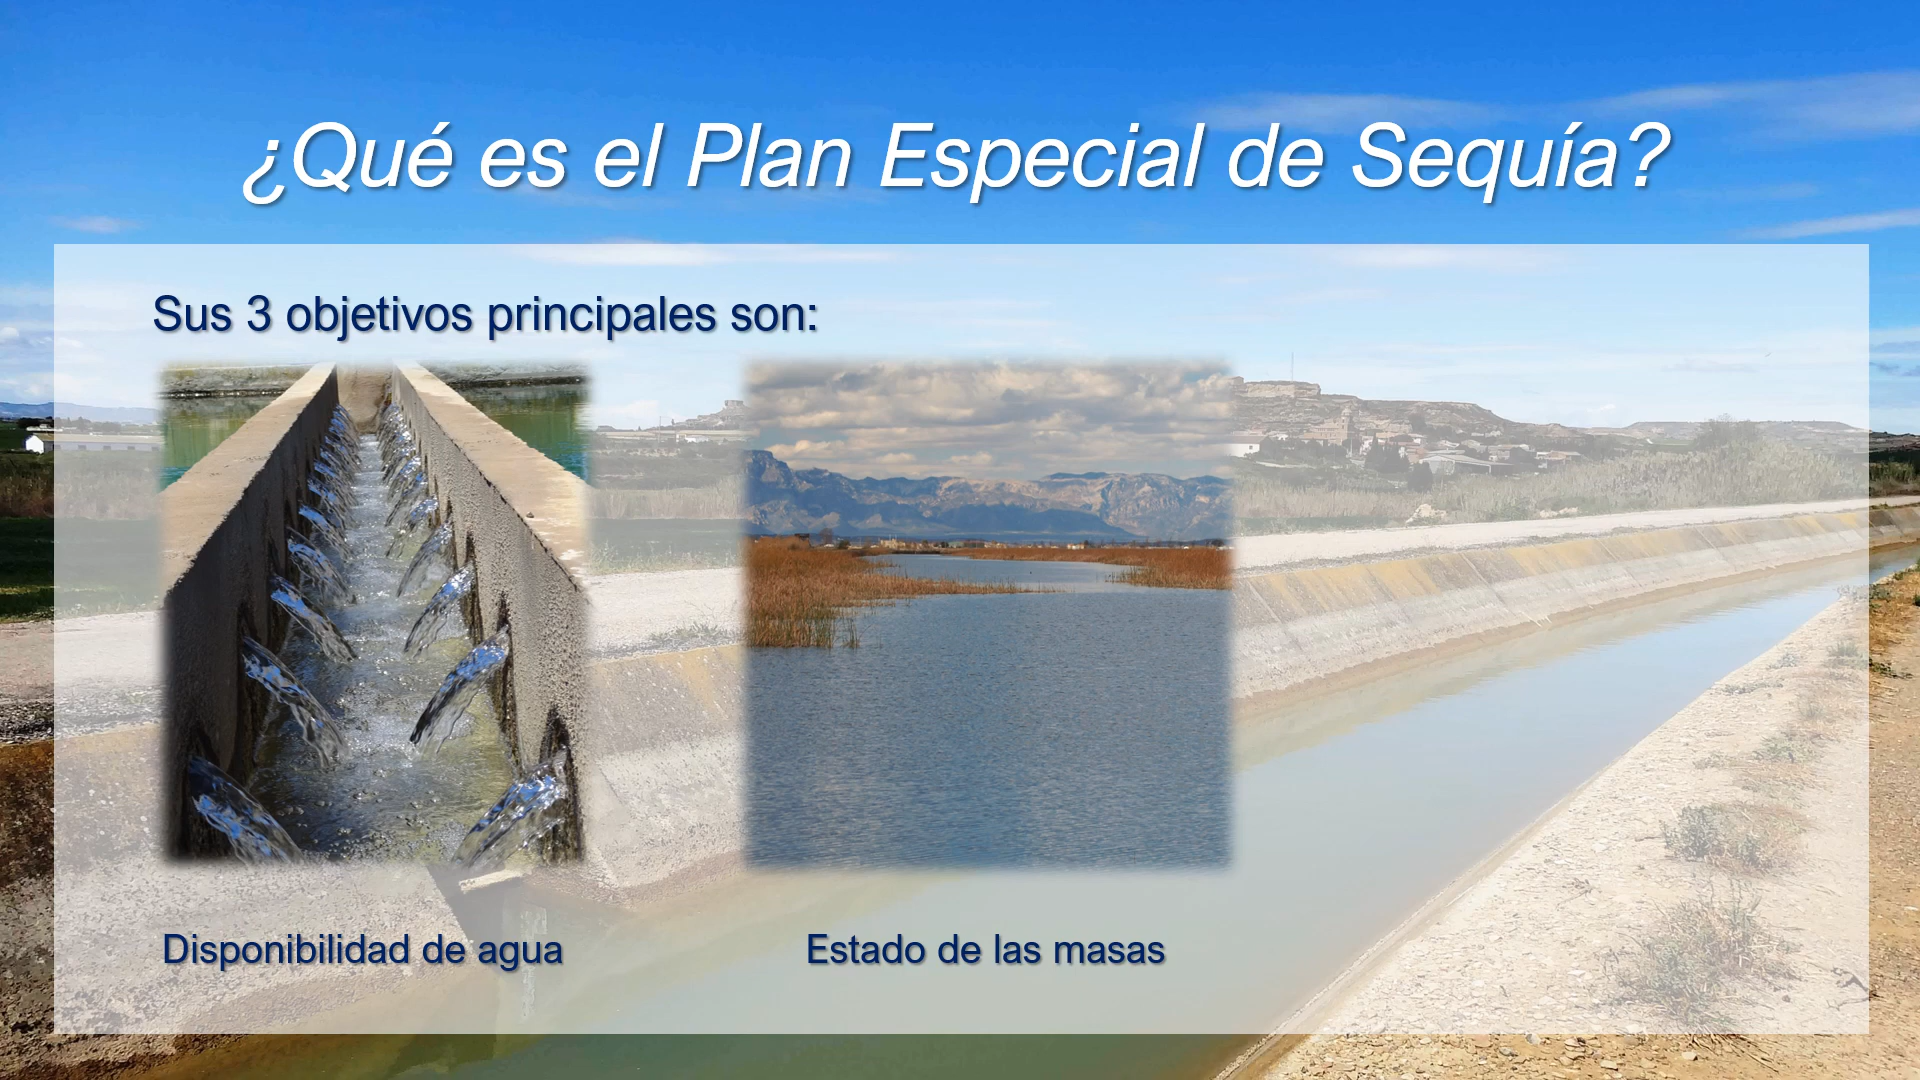 ¿Qué es el Plan Especial de Sequía?
Sus 3 objetivos principales son:
Disponibilidad de agua
Estado de las masas